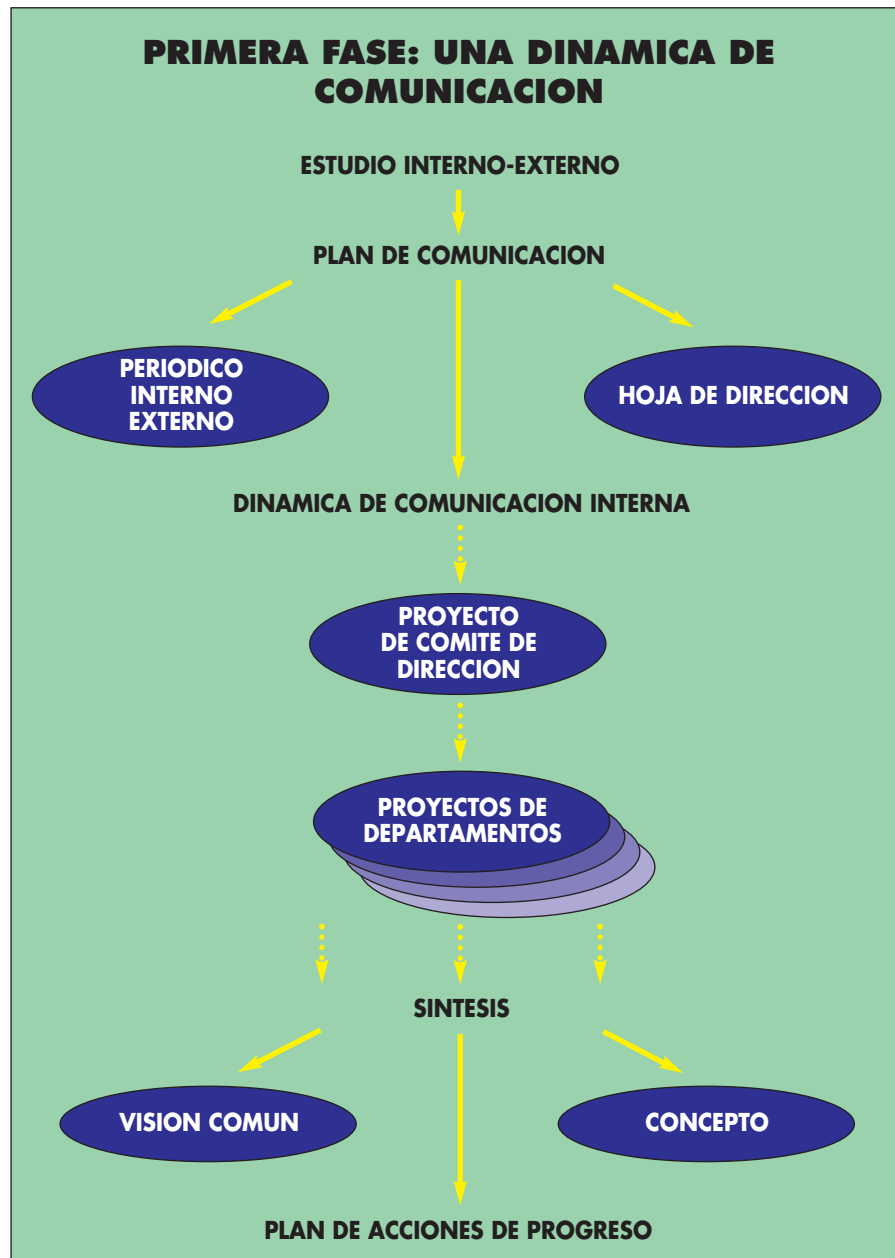 PRIMERA FASE: UNA DINAMICA DE
COMUNICACION
ESTUDIO INTERNO-EXTERNO
PLAN DE COMUNICACION
PERIODICO
INTERNO
EXTERNO
HOJA DE DIRECCION
DINAMICA DE COMUNICACION INTERNA
PROYECTO
DE COMITE DE
DIRECCION
PROYECTOS DE
DEPARTAMENTOS
SINTESIS
VISION COMUN
CONCEPTO
PLAN DE ACCIONES DE PROGRESO